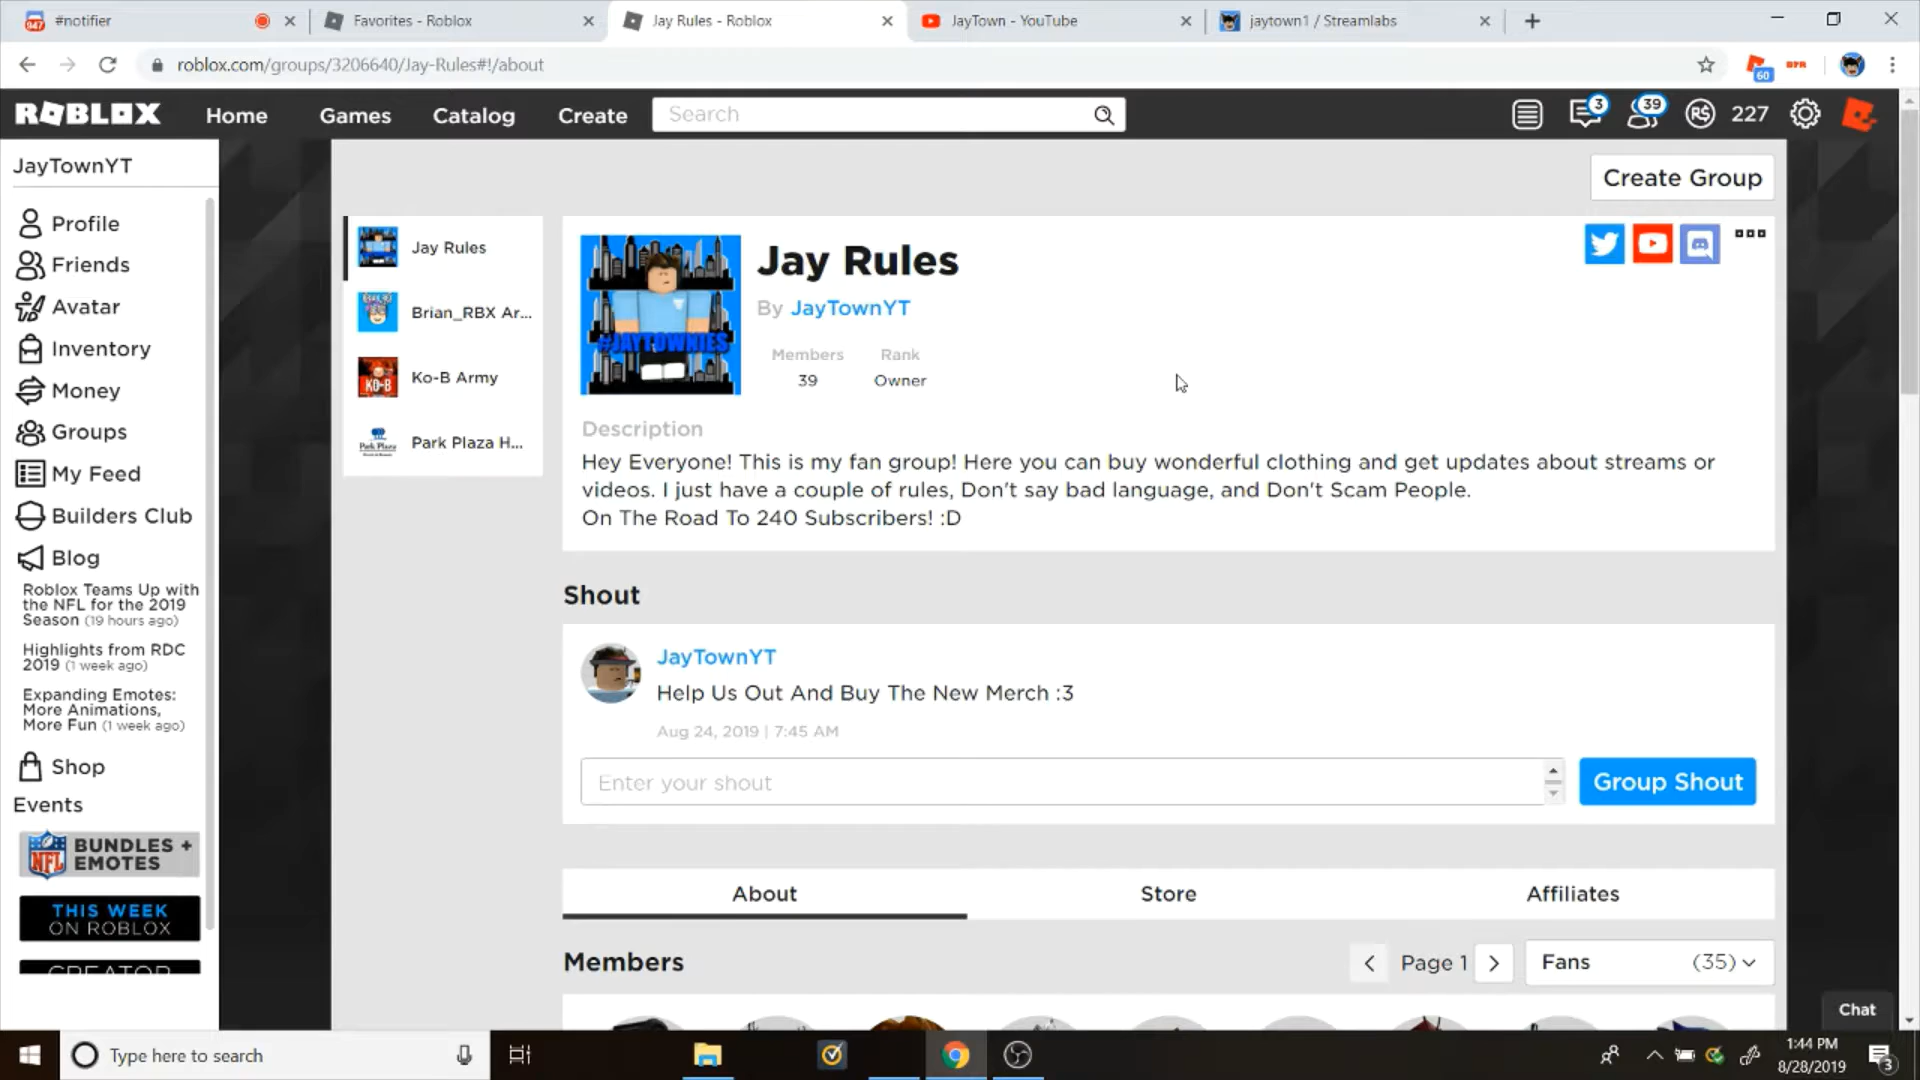 #notifier
Favorites - Roblox
Jay Rules - Roblox
JayTown - YouTube
jaytown1 / Streamlabs
roblox.com/groups/3206640/Jay-Rules#!/about
60
ROBLOX
Home
Games
Catalog
Create
Search
3
39
R$
227
JayTownYT
Profile
Friends
Avatar
Inventory
Money
Groups
My Feed
Builders Club
Blog
Roblox Teams Up with
the NFL for the 2019
Season (19 hours ago)
Highlights from RDC
2019 (1 week ago)
Expanding Emotes:
More Animations,
More Fun (1 week ago)
Shop
Events
NFL
BUNDLES +
EMOTES
THIS WEEK
ON ROBLOX
CREATOR
Create Group
Jay Rules
Brian_RBX Ar...
KO-B
Ko-B Army
Park Plaza
Park Plaza H...
#JAYTOWNIES
Jay Rules
By JayTownYT
Members
39
Rank
Owner
Description
Hey Everyone! This is my fan group! Here you can buy wonderful clothing and get updates about streams or
videos. I just have a couple of rules, Don't say bad language, and Don't Scam People.
On The Road To 240 Subscribers! :D
Shout
JayTownYT
Help Us Out And Buy The New Merch :3
Aug 24, 2019 | 7:45 AM
Enter your shout
Group Shout
About
Store
Affiliates
Members
Page 1
Fans
(35)
Chat
Type here to search
1:44 PM
8/28/2019
3